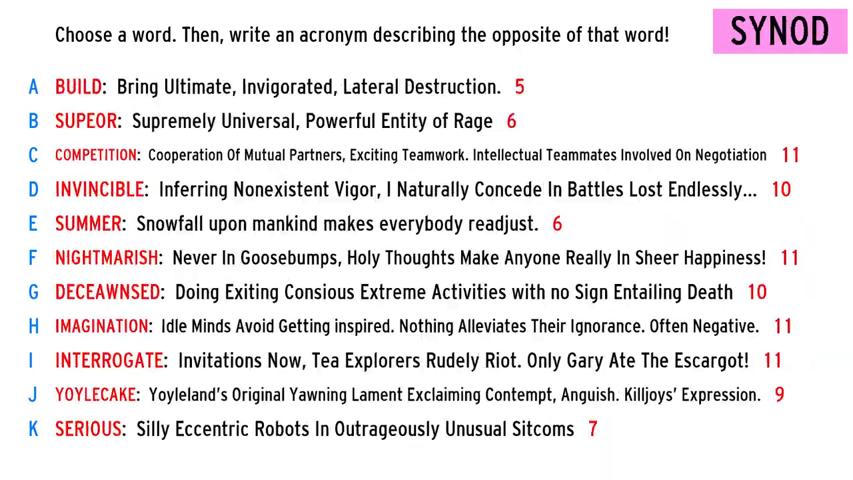 Choose a word. Then, write an acronym describing the opposite of that word!
SYNOD
A BUILD: Bring Ultimate, Invigorated, Lateral Destruction. 5
B SUPEOR: Supremely Universal, Powerful Entity of Rage 6
C COMPETITION: Cooperation Of Mutual Partners, Exciting Teamwork. Intellectual Teammates Involved On Negotiation 11
D INVINCIBLE: Inferring Nonexistent Vigor, I Naturally Concede In Battles Lost Endlessly... 10
E SUMMER: Snowfall upon mankind makes everybody readjust. 6
F NIGHTMARISH: Never In Goosebumps, Holy Thoughts Make Anyone Really In Sheer Happiness! 11
G DECEAWNSED: Doing Exiting Consious Extreme Activities with no Sign Entailing Death 10
H IMAGINATION: Idle Minds Avoid Getting inspired. Nothing Alleviates Their Ignorance. Often Negative. 11
I INTERROGATE: Invitations Now, Tea Explorers Rudely Riot. Only Gary Ate The Escargot! 11
J YOYLECAKE: Yoyleland's Original Yawning Lament Exclaiming Contempt, Anguish. Killjoys' Expression. 9
K SERIOUS: Silly Eccentric Robots In Outrageously Unusual Sitcoms 7